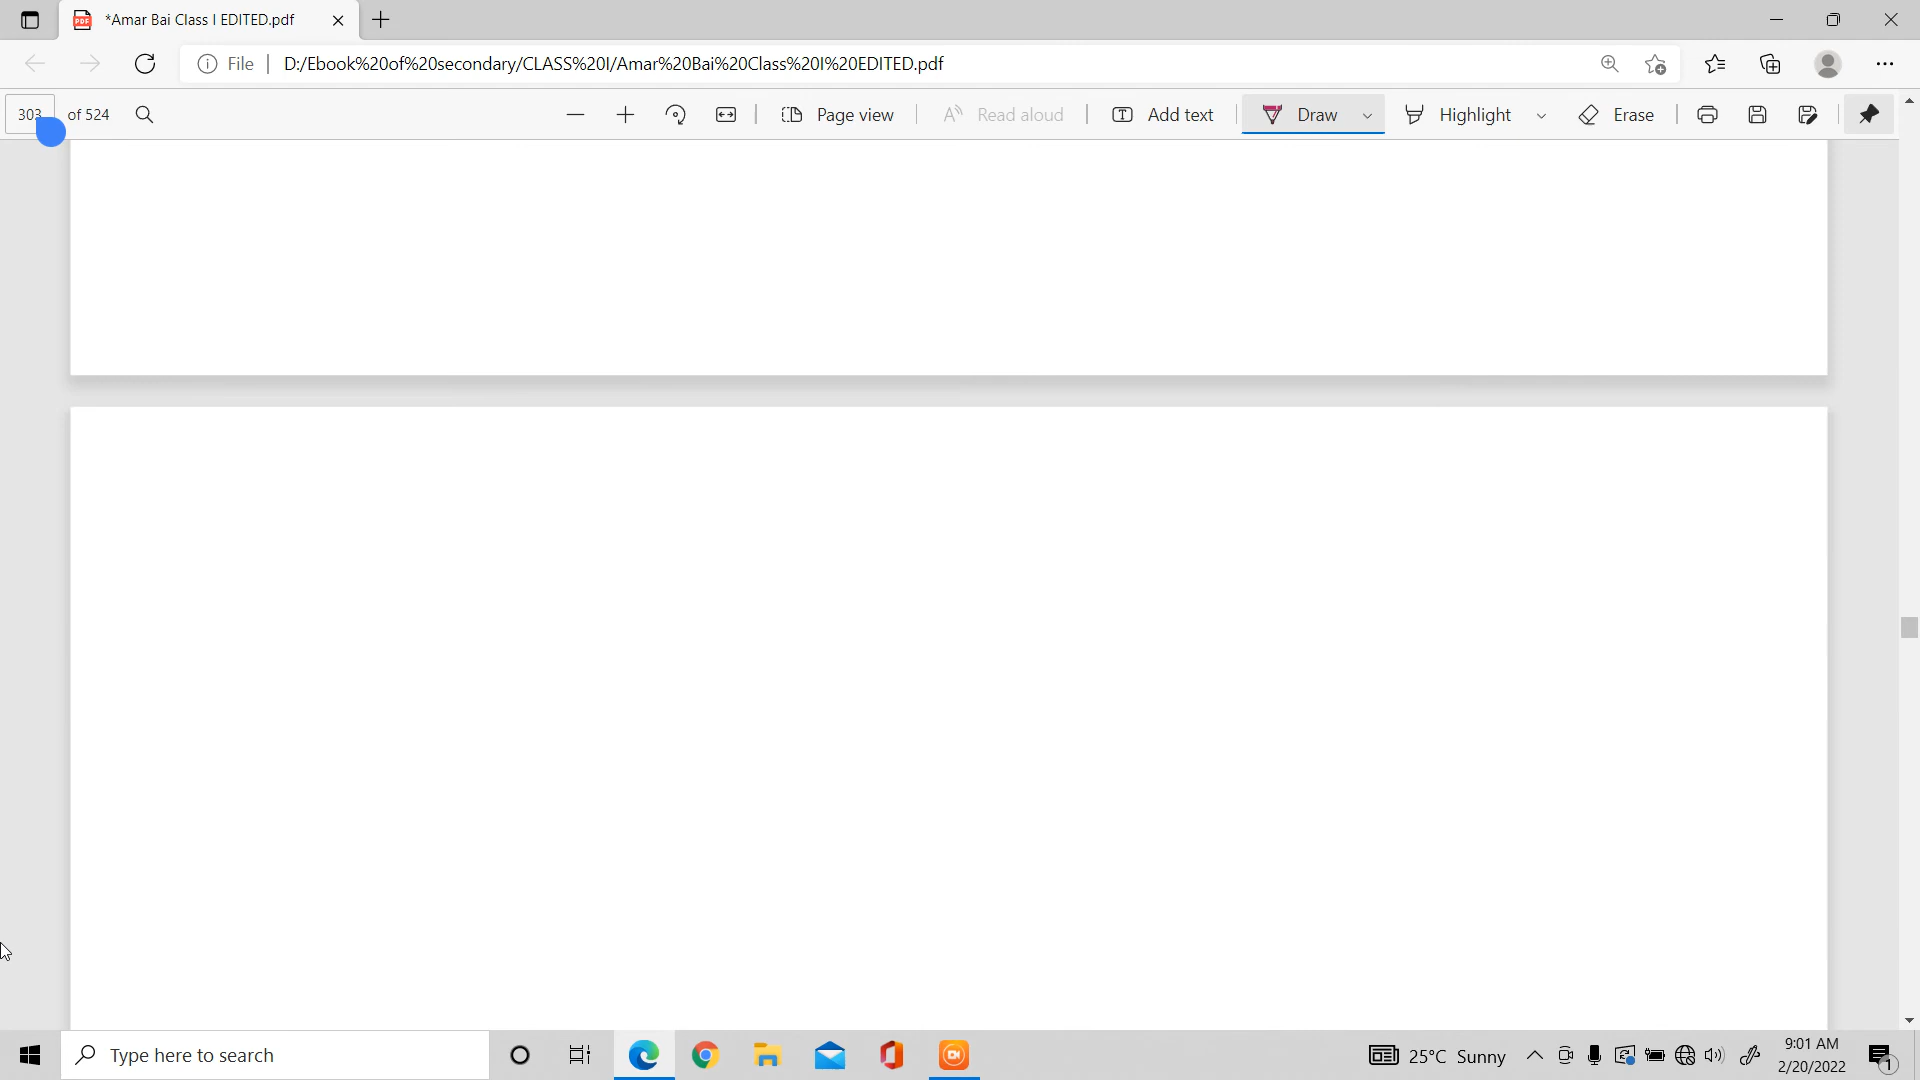 *Amar Bai Class I EDITED.pdf
File
D:/Ebook%20of%20secondary/CLASS%20I/Amar%20Bai%20Class%20I%20EDITED.pdf
303 of 524
Page view
Read aloud
Add text
Draw
Highlight
Erase
Type here to search
25°C Sunny
9:01 AM
2/20/2022
1